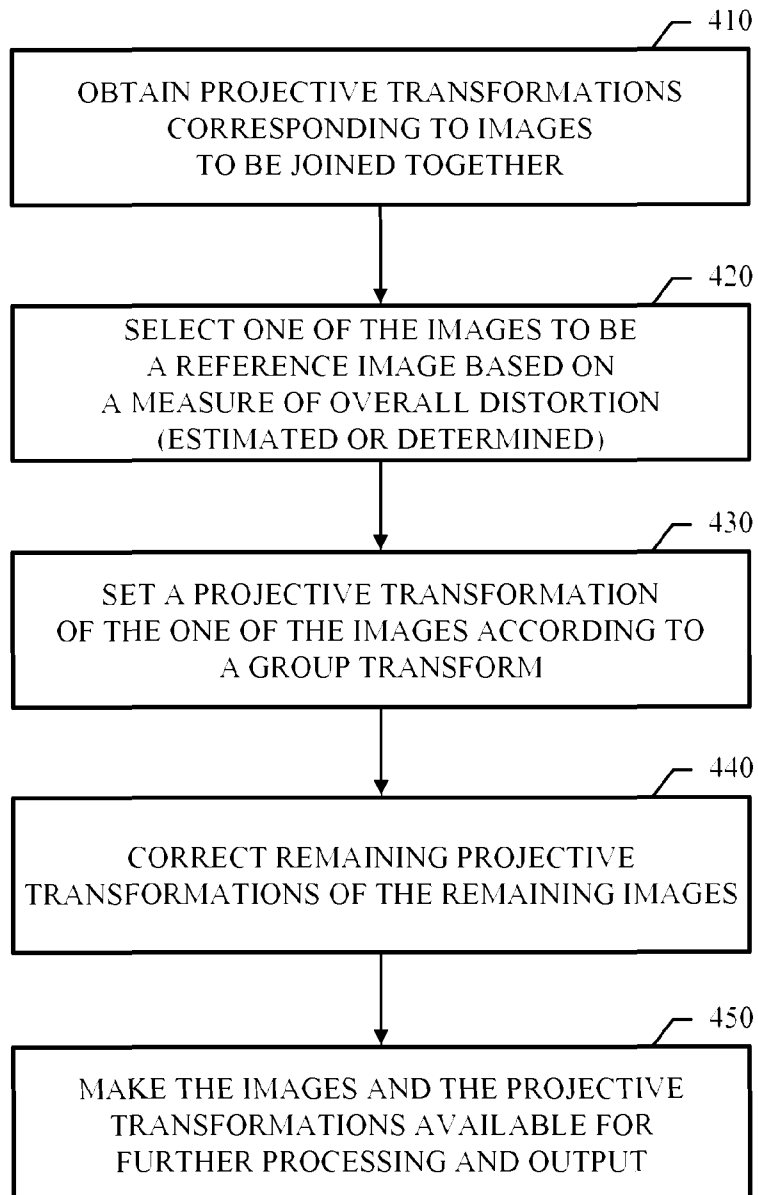 410
OBTAIN PROJECTIVE TRANSFORMATIONS
CORRESPONDING TO IMAGES
TO BE JOINED TOGETHER
420
SELECT ONE OF THE IMAGES TO BE
A REFERENCE IMAGE BASED ON
A MEASURE OF OVERALL DISTORTION
(ESTIMATED OR DETERMINED)
430
SET A PROJECTIVE TRANSFORMATION
OF THE ONE OF THE IMAGES ACCORDING TO
A GROUP TRANSFORM
440
CORRECT REMAINING PROJECTIVE
TRANSFORMATIONS OF THE REMAINING IMAGES
450
MAKE THE IMAGES AND THE PROJECTIVE
TRANSFORMATIONS AVAILABLE FOR
FURTHER PROCESSING AND OUTPUT